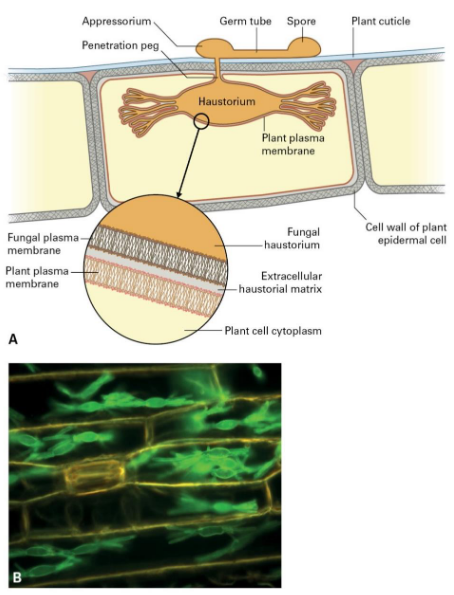 Appressorium
Germ tube
Spore
Plant cuticle
Penetration peg
Haustorium
Plant plasma
membrane
Cell wall of plant
epidermal cell
Fungal plasma
membrane
Fungal
haustorium
Plant plasma
membrane
Extracellular
haustorial matrix
Plant cell cytoplasm
A
B